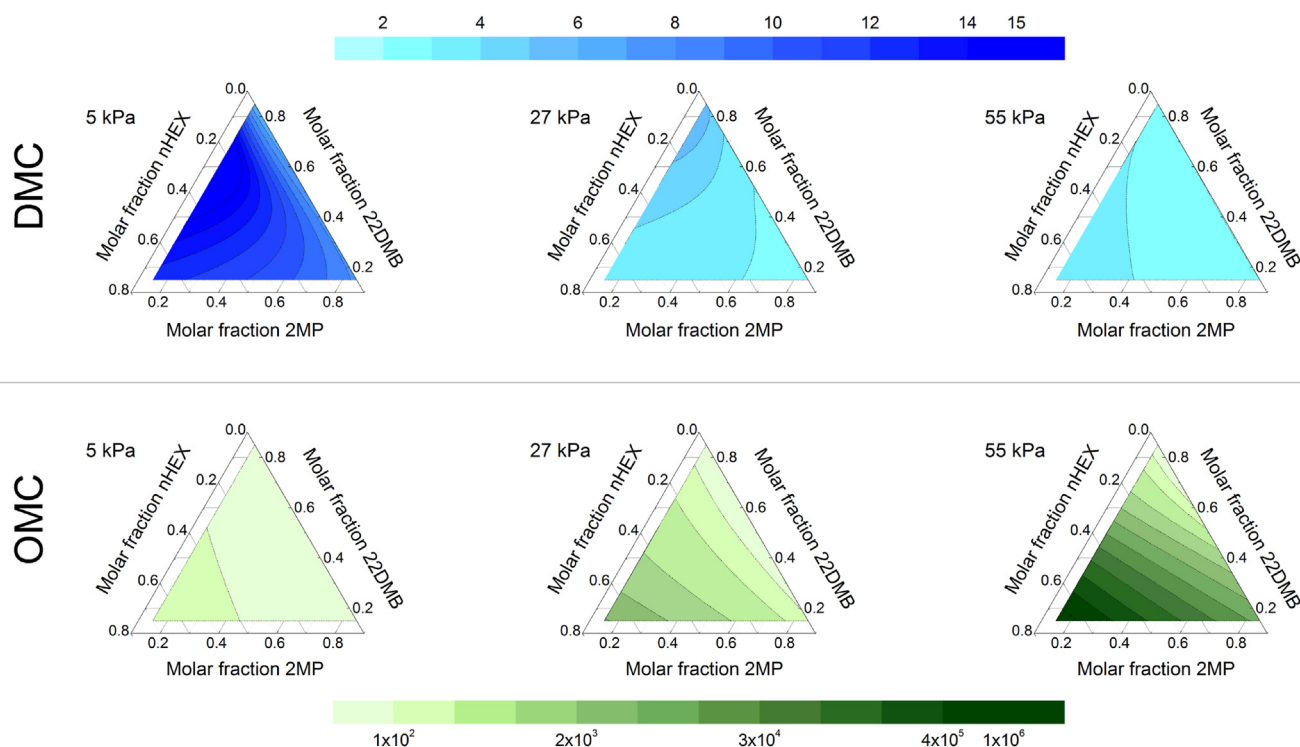 2 4 6 8 10 12 14 15
DMC
5 kPa
0.0
0.2
0.4
0.6
0.8
Molar fraction nHEX
0.8
0.6
0.4
0.2
Molar fraction 22DMB
0.2 0.4 0.6 0.8
Molar fraction 2MP
27 kPa
0.0
0.2
0.4
0.6
0.8
Molar fraction nHEX
0.8
0.6
0.4
0.2
Molar fraction 22DMB
0.2 0.4 0.6 0.8
Molar fraction 2MP
55 kPa
0.0
0.2
0.4
0.6
0.8
Molar fraction nHEX
0.8
0.6
0.4
0.2
Molar fraction 22DMB
0.2 0.4 0.6 0.8
Molar fraction 2MP
OMC
5 kPa
0.0
0.2
0.4
0.6
0.8
Molar fraction nHEX
0.8
0.6
0.4
0.2
Molar fraction 22DMB
0.2 0.4 0.6 0.8
Molar fraction 2MP
27 kPa
0.0
0.2
0.4
0.6
0.8
Molar fraction nHEX
0.8
0.6
0.4
0.2
Molar fraction 22DMB
0.2 0.4 0.6 0.8
Molar fraction 2MP
55 kPa
0.0
0.2
0.4
0.6
0.8
Molar fraction nHEX
0.8
0.6
0.4
0.2
Molar fraction 22DMB
0.2 0.4 0.6 0.8
Molar fraction 2MP
1x10² 2x10³ 3x10⁴ 4x10⁵ 1x10⁶